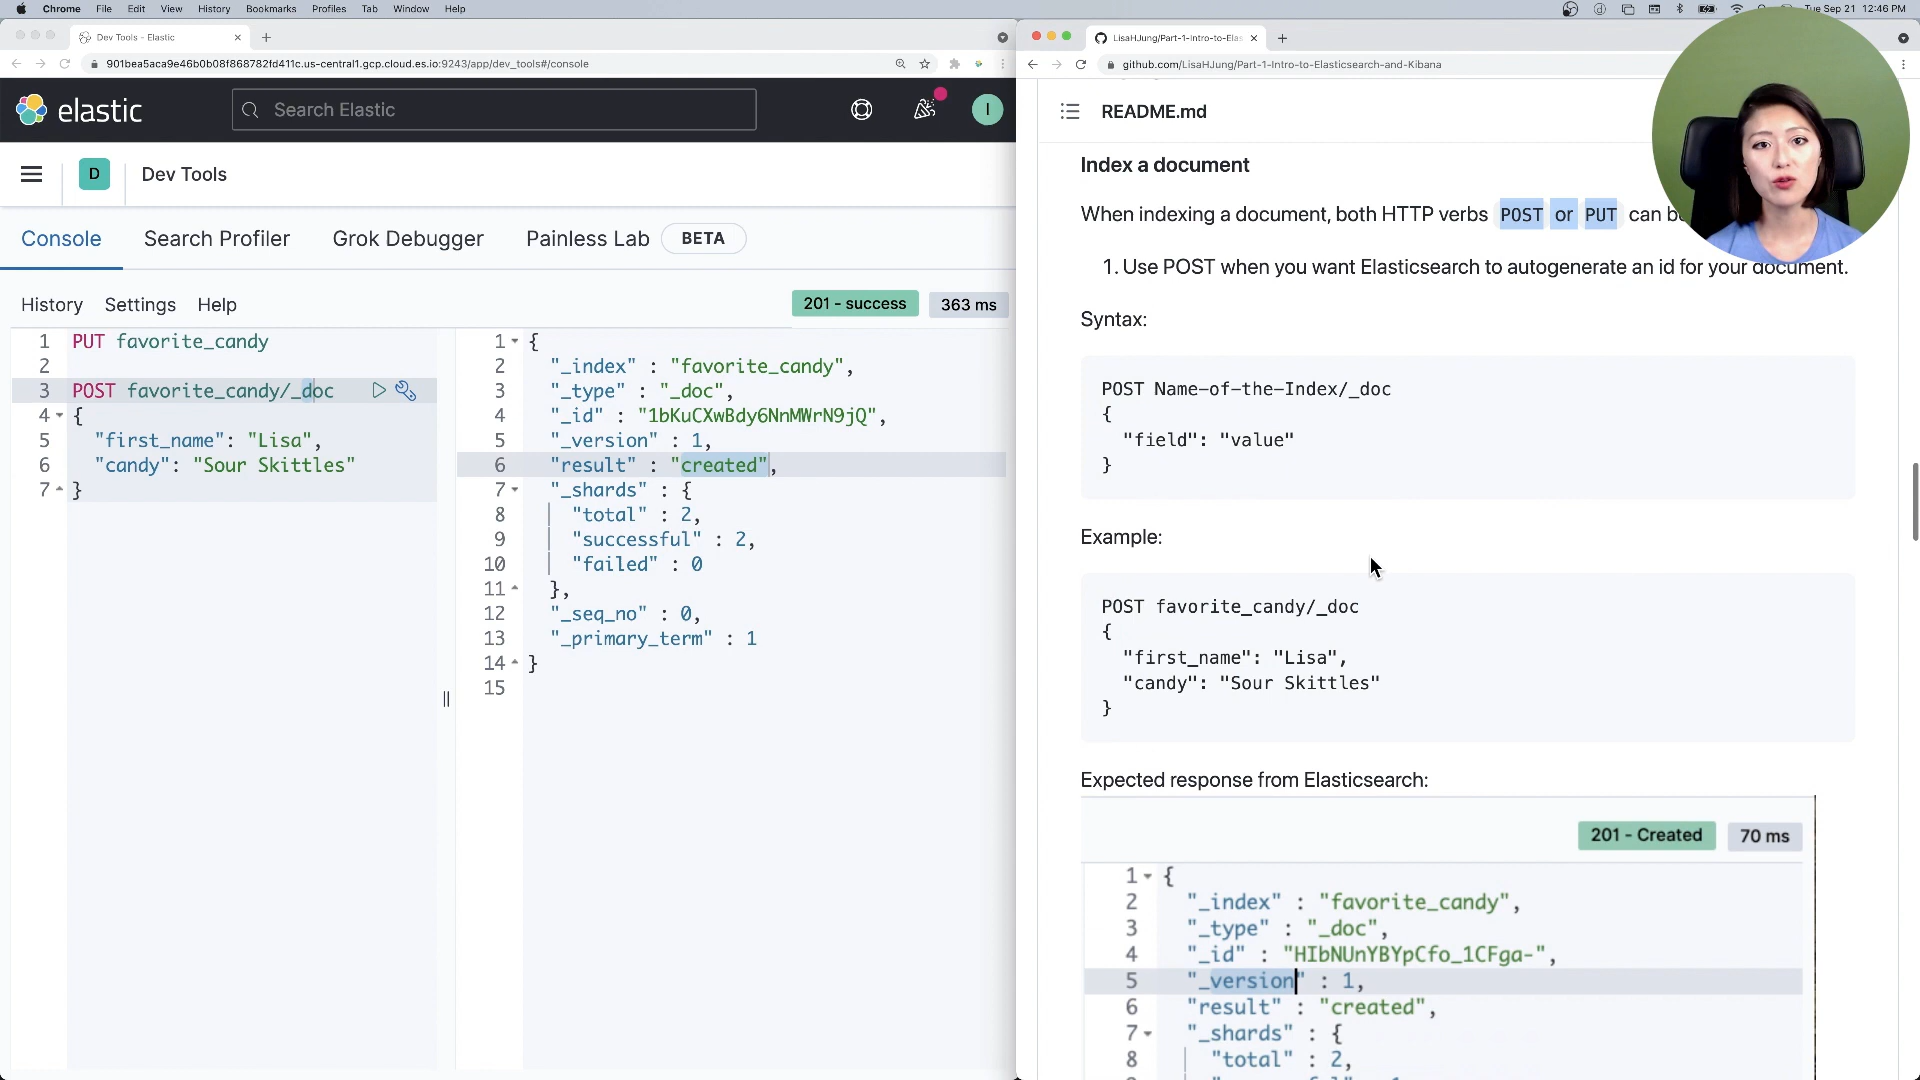 Chrome File Edit View History Bookmarks Profiles Tab Window Help
Tue Sep 21 12:46 PM
Dev Tools - Elastic
901bea5aca9e46b0b08f868782fd411c.us-central1.gcp.cloud.es.io:9243/app/dev_tools#/console
elastic
Search Elastic
I
D
Dev Tools
Console Search Profiler Grok Debugger Painless Lab BETA
History Settings Help
201 - success 363 ms
1 PUT favorite_candy
2
3 POST favorite_candy/_doc
4 {
5 "first_name": "Lisa",
6 "candy": "Sour Skittles"
7 }
1 {
2 "_index" : "favorite_candy",
3 "_type" : "_doc",
4 "_id" : "1bKuCXwBdy6NnMWrN9jQ",
5 "_version" : 1,
6 "result" : "created",
7 "_shards" : {
8 "total" : 2,
9 "successful" : 2,
10 "failed" : 0
11 },
12 "_seq_no" : 0,
13 "_primary_term" : 1
14 }
15
LisaHJung/Part-1-Intro-to-Elas
github.com/LisaHJung/Part-1-Intro-to-Elasticsearch-and-Kibana
README.md
Index a document
When indexing a document, both HTTP verbs POST or PUT can
1. Use POST when you want Elasticsearch to autogenerate an id for your document.
Syntax:
POST Name-of-the-Index/_doc
{
"field": "value"
}
Example:
POST favorite_candy/_doc
{
"first_name": "Lisa",
"candy": "Sour Skittles"
}
Expected response from Elasticsearch:
201 - Created 70 ms
1 {
2 "_index" : "favorite_candy",
3 "_type" : "_doc",
4 "_id" : "HIbNUnYBYpCfo_1CFga-",
5 "_version" : 1,
6 "result" : "created",
7 "_shards" : {
8 "total" : 2,